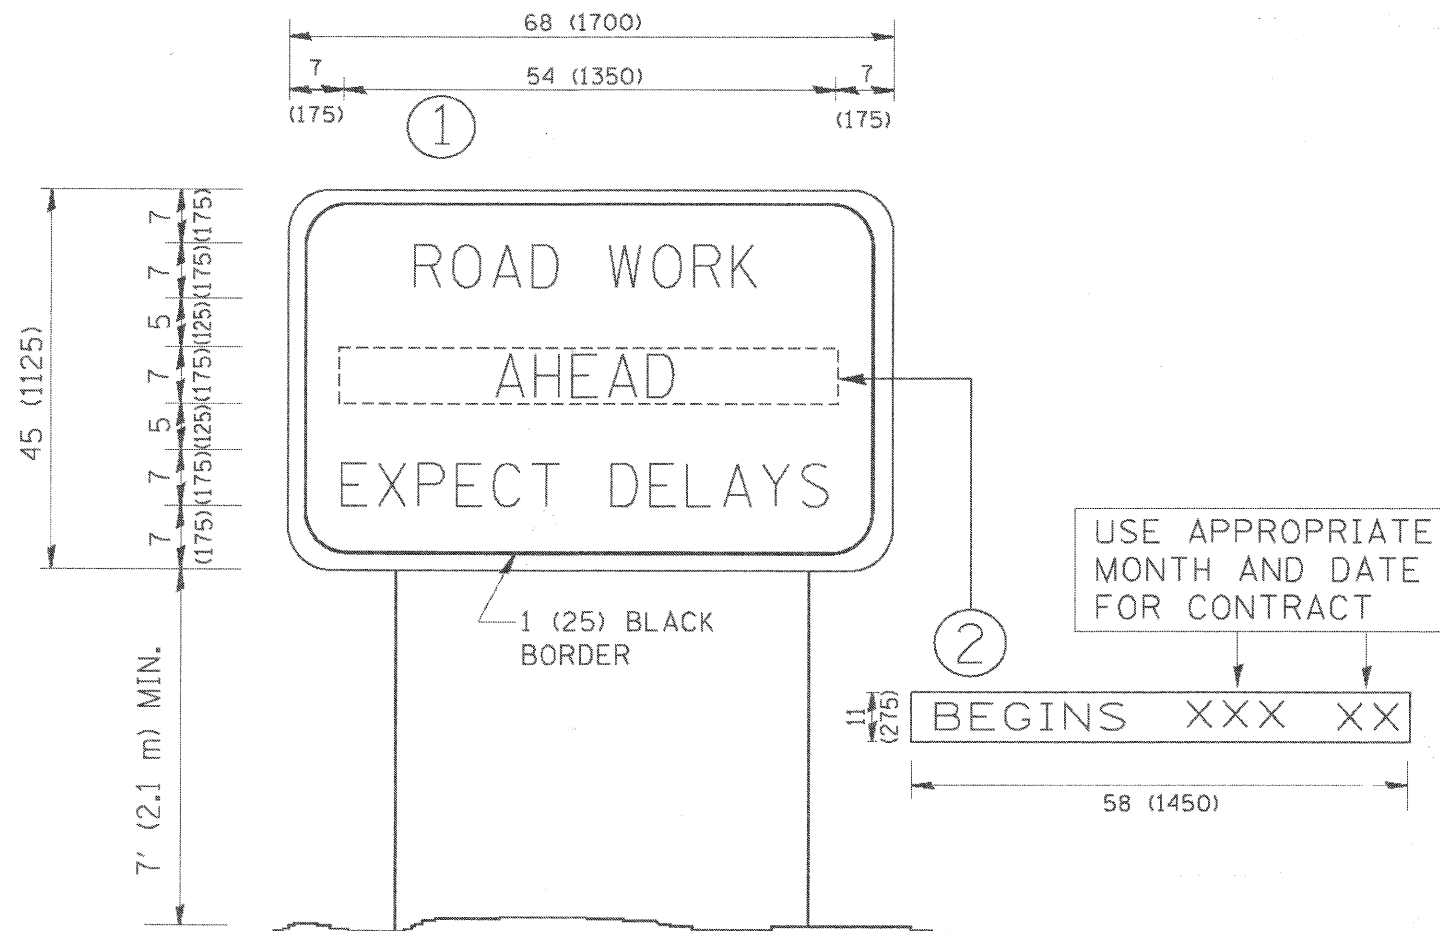 68 (1700)
7
54 (1350)
7
(175)
(175)
1
45 (1125)
7
(175)
7
(175)
5
(125)
7
(175)
5
(125)
7
(175)
7
(175)
ROAD WORK
AHEAD
EXPECT DELAYS
1 (25) BLACK
BORDER
7' (2.1 m) MIN.
2
USE APPROPRIATE
MONTH AND DATE
FOR CONTRACT
11
(275)
BEGINS XXX XX
58 (1450)